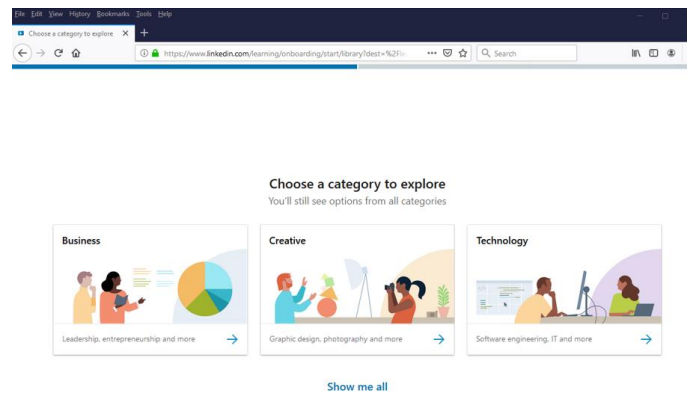 File Edit View History Bookmarks Tools Help
Choose a category to explore
https://www.linkedin.com/learning/onboarding/start/library?dest=%2Fle
Search
Choose a category to explore
You'll still see options from all categories
Business
Creative
Technology
Leadership, entrepreneurship and more
Graphic design, photography and more
Software engineering, IT and more
Show me all